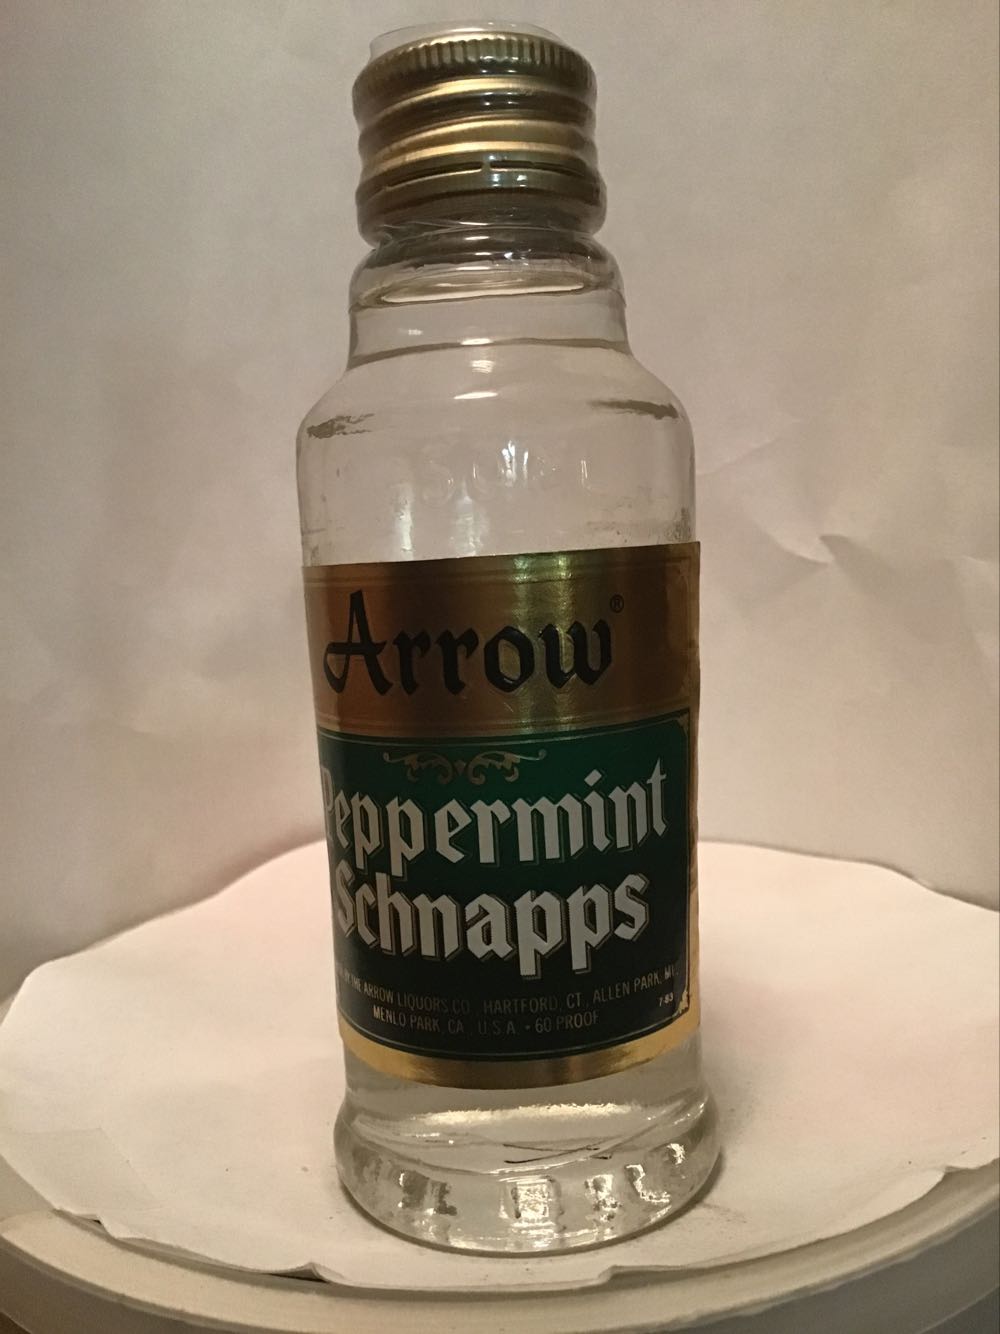 Arrow®
Peppermint
Schnapps
BY THE ARROW LIQUORS CO., HARTFORD, CT., ALLEN PARK, MI.,
MENLO PARK, CA., U.S.A. • 60 PROOF
7-83